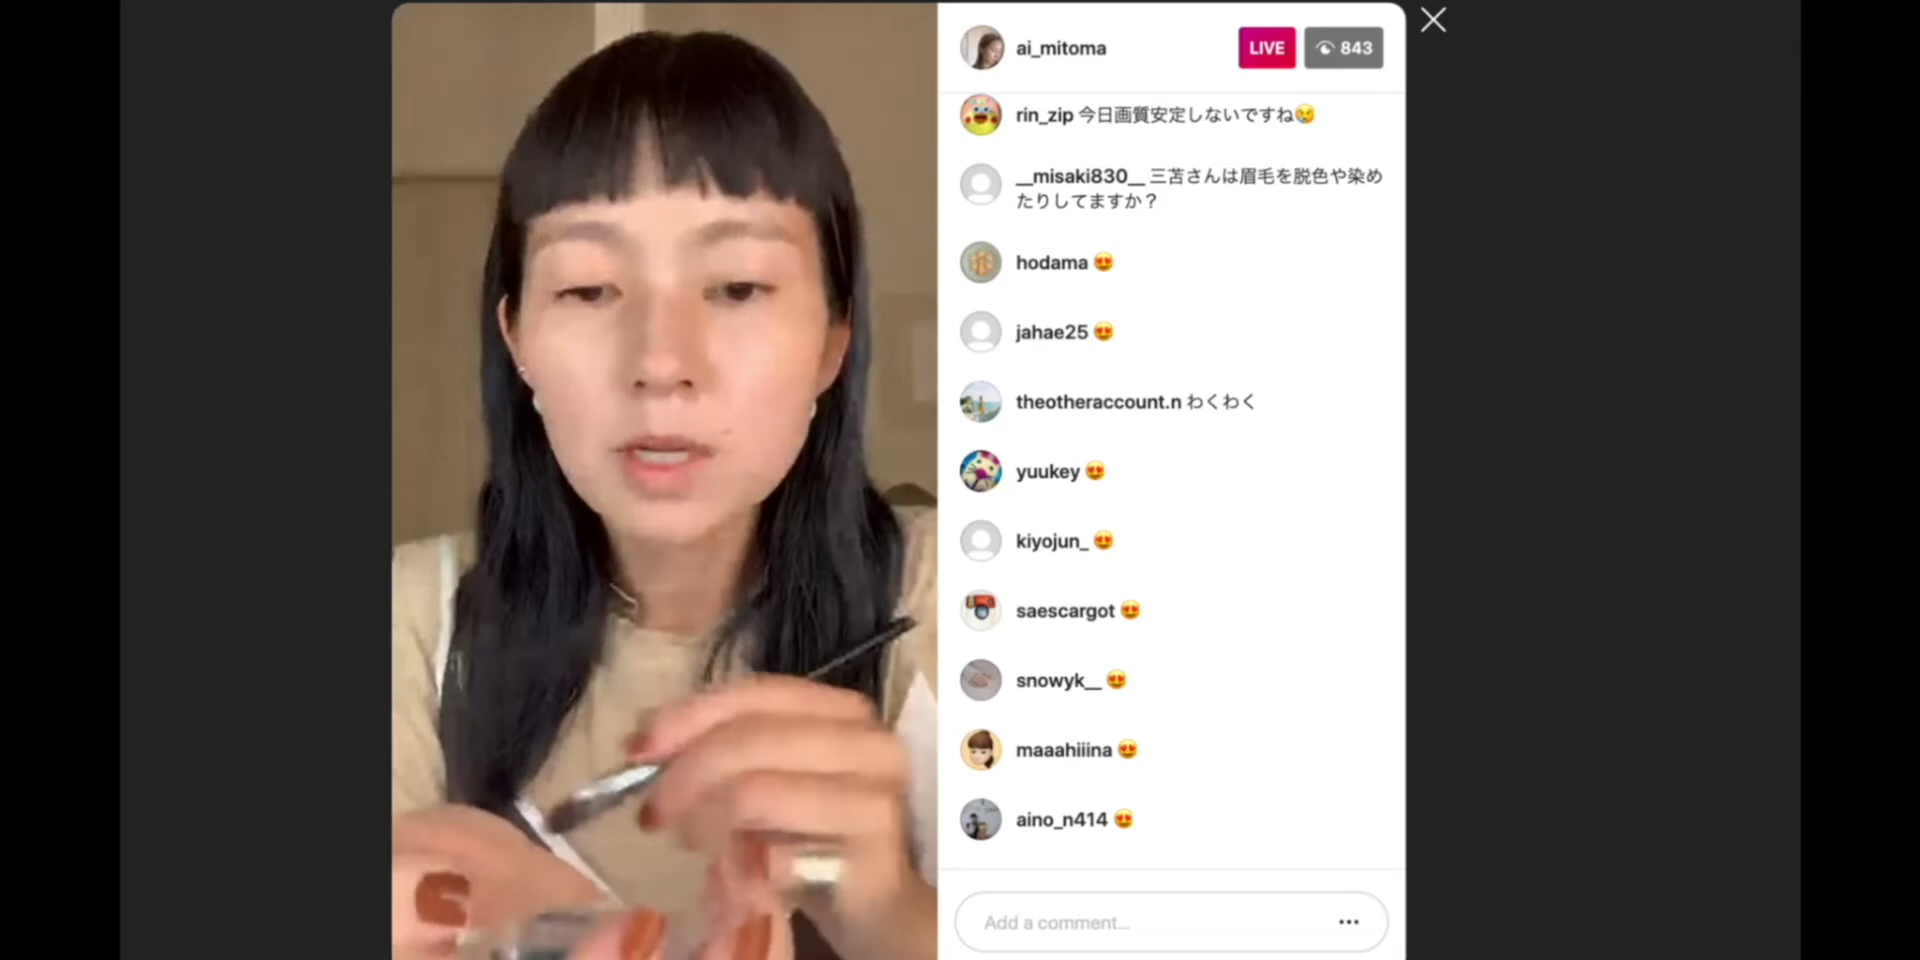 ai_mitoma
LIVE
843
rin_zip 今日画質安定しないですね😢
__misaki830__ 三苫さんは眉毛を脱色や染め
たりしてますか？
hodama 😍
jahae25 😍
theotheraccount.n わくわく
yuukey 😍
kiyojun_ 😍
saescargot 😍
snowyk__ 😍
maaahiiina 😍
aino_n414 😍
Add a comment...